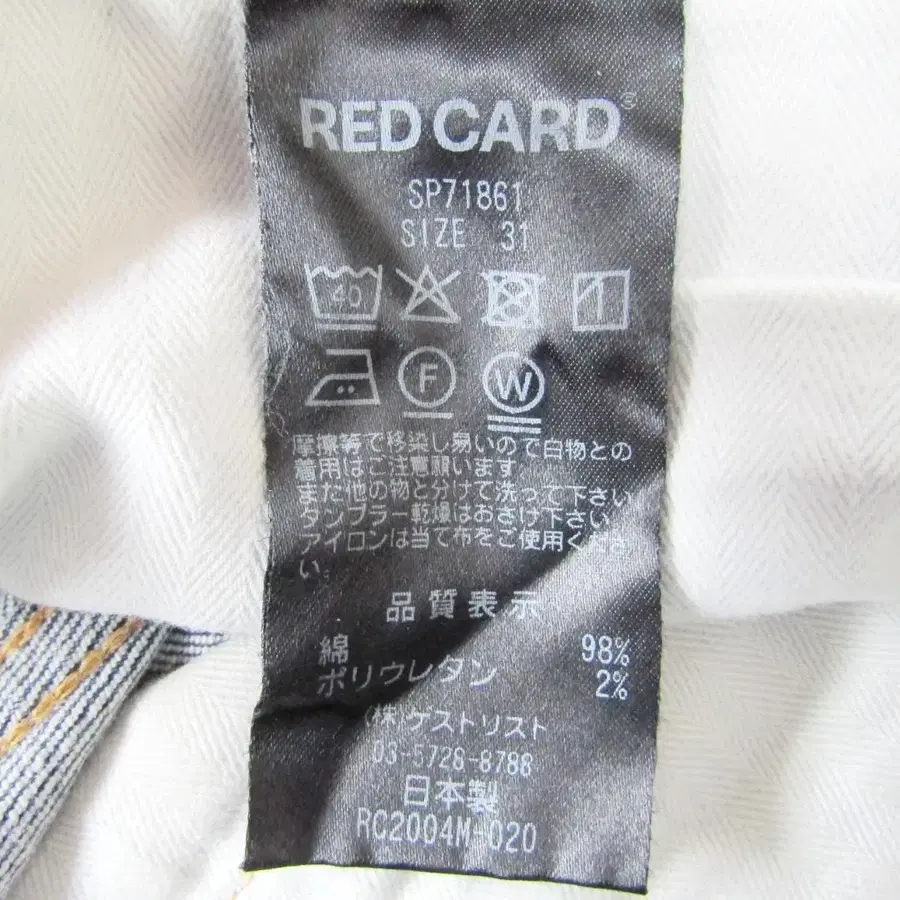 RED CARD®
SP71861
SIZE 31
40
F W
摩擦等で移染し易いので白物との
着用はご注意願います。
また他の物と分けて洗って下さい。
タンブラー乾燥はおさけ下さい。
アイロンは当て布をご使用くださ
い。
品質表示
綿 98%
ポリウレタン 2%
(株)ゲストリスト
03-5728-8788
日本製
RC2004M-020